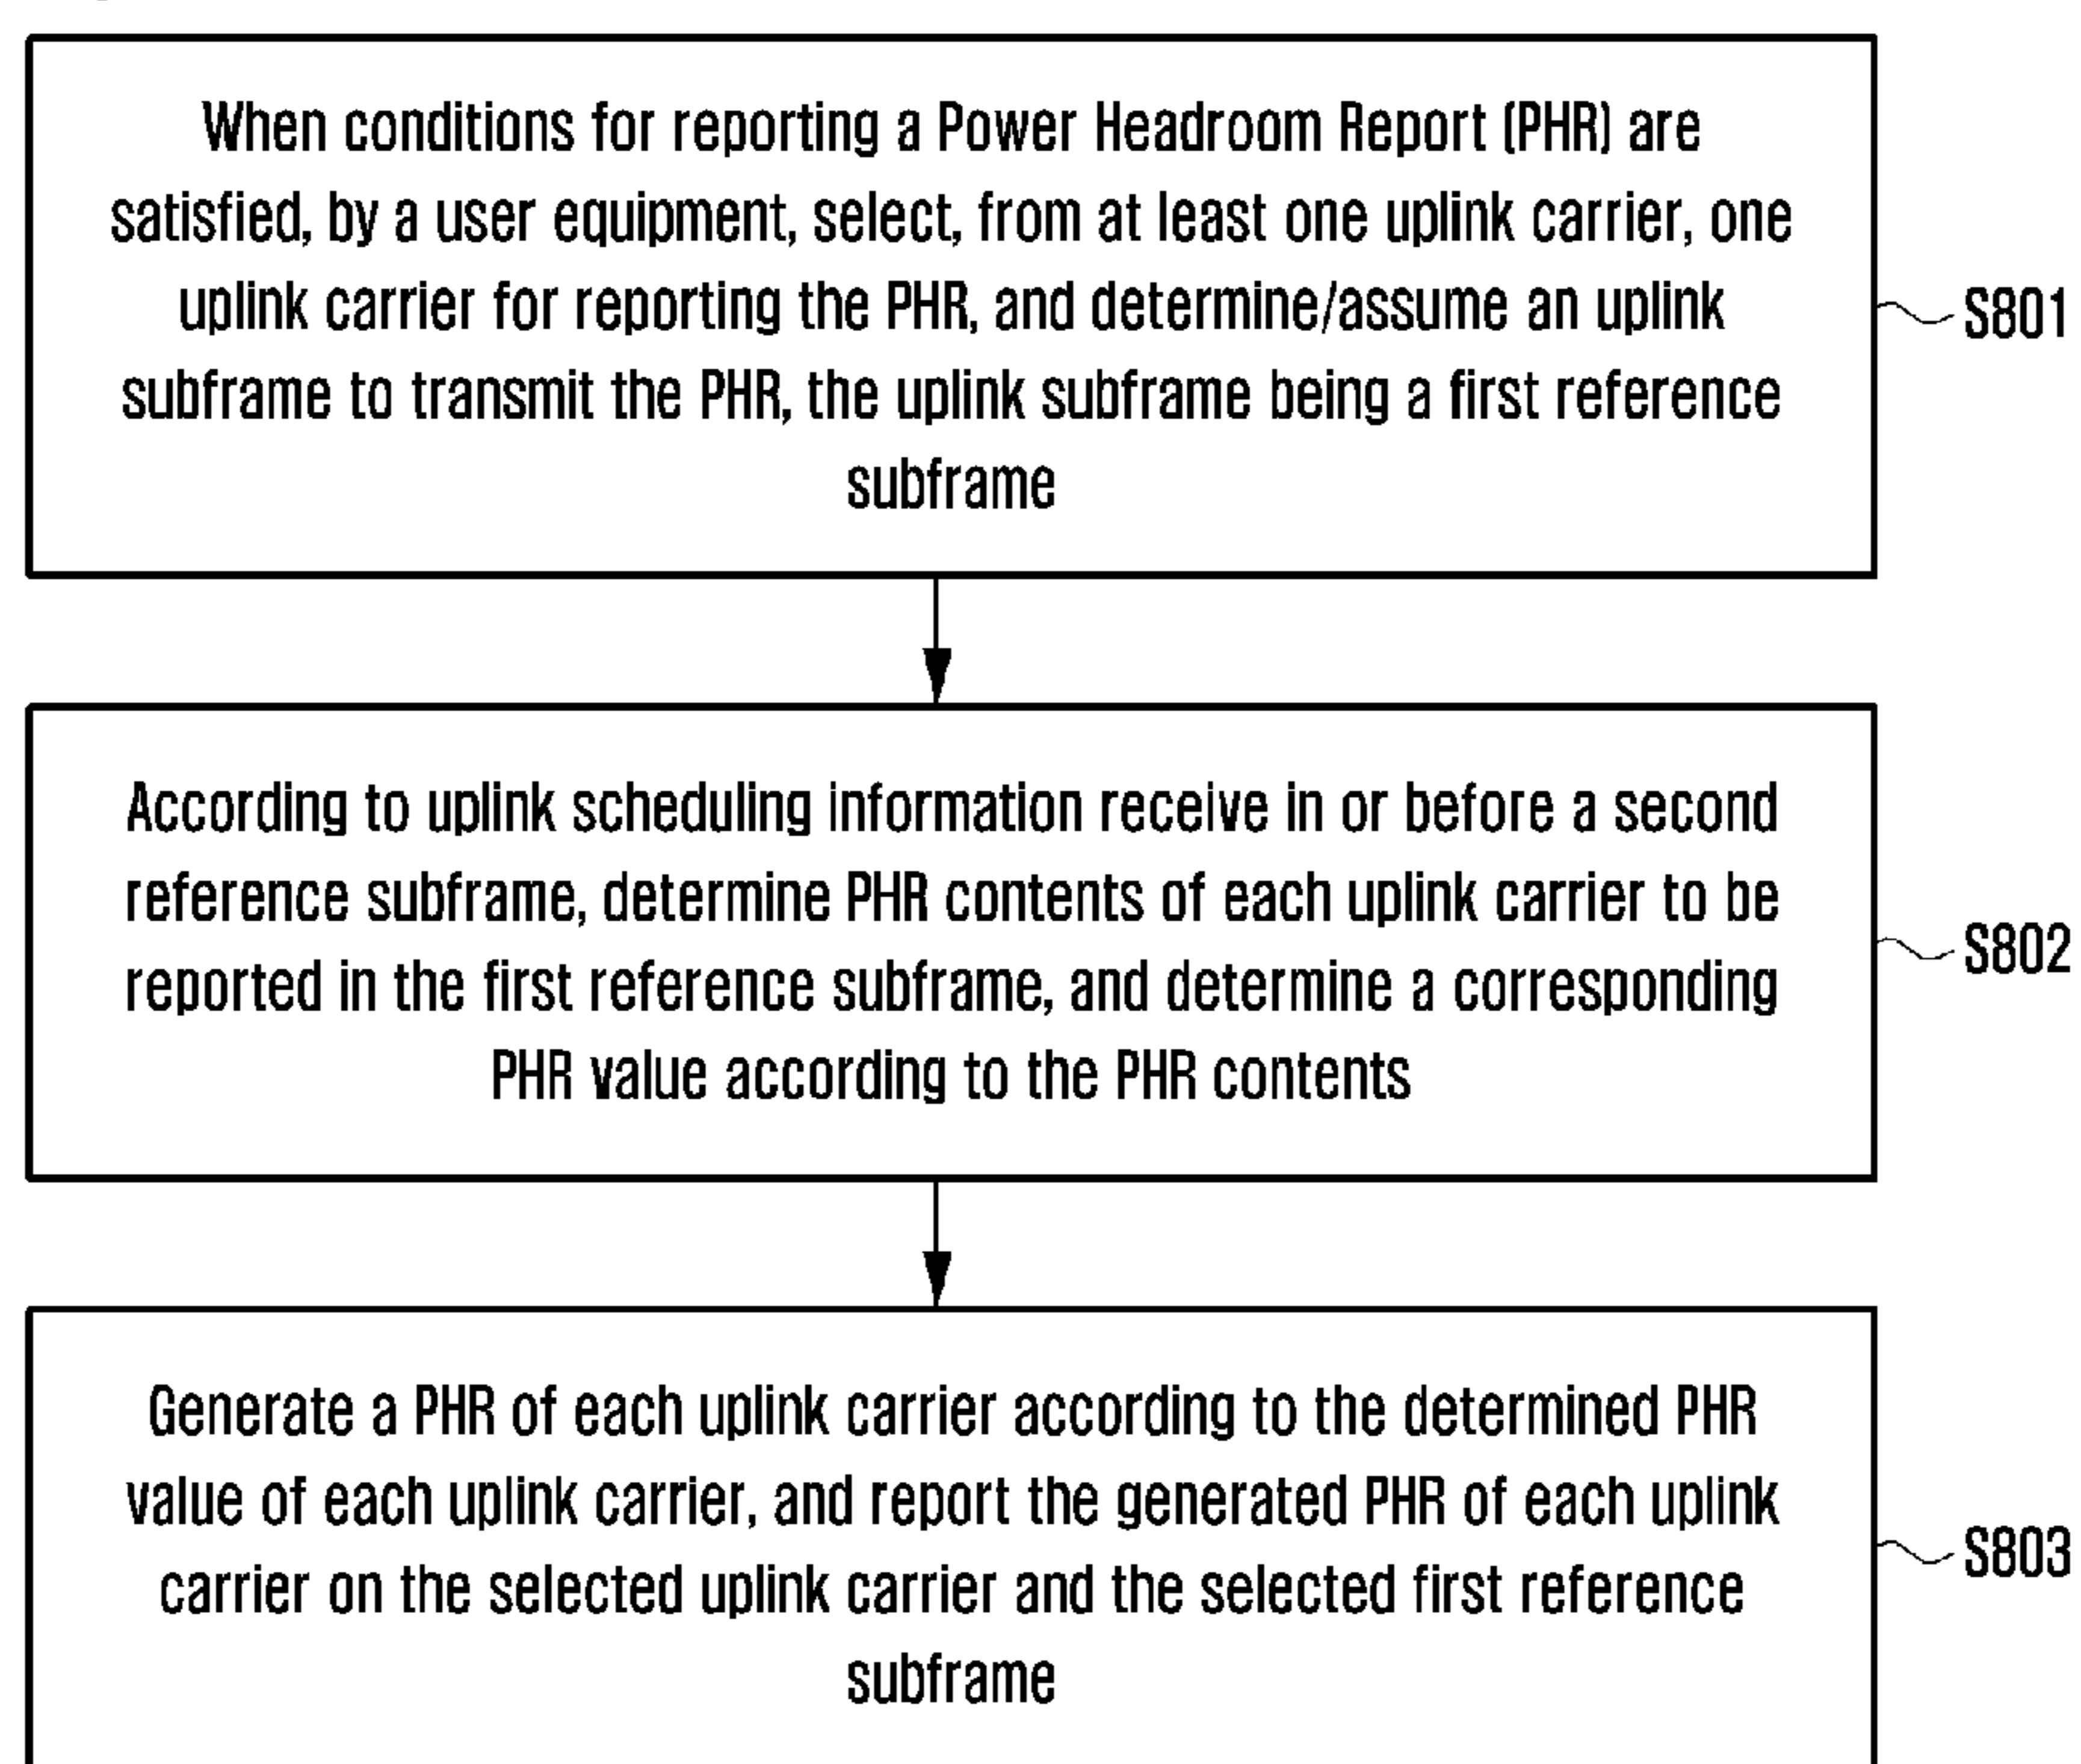 When conditions for reporting a Power Headroom Report (PHR) are
satisfied, by a user equipment, select, from at least one uplink carrier, one
uplink carrier for reporting the PHR, and determine/assume an uplink
subframe to transmit the PHR, the uplink subframe being a first reference
subframe
S801
According to uplink scheduling information receive in or before a second
reference subframe, determine PHR contents of each uplink carrier to be
reported in the first reference subframe, and determine a corresponding
PHR value according to the PHR contents
S802
Generate a PHR of each uplink carrier according to the determined PHR
value of each uplink carrier, and report the generated PHR of each uplink
carrier on the selected uplink carrier and the selected first reference
subframe
S803